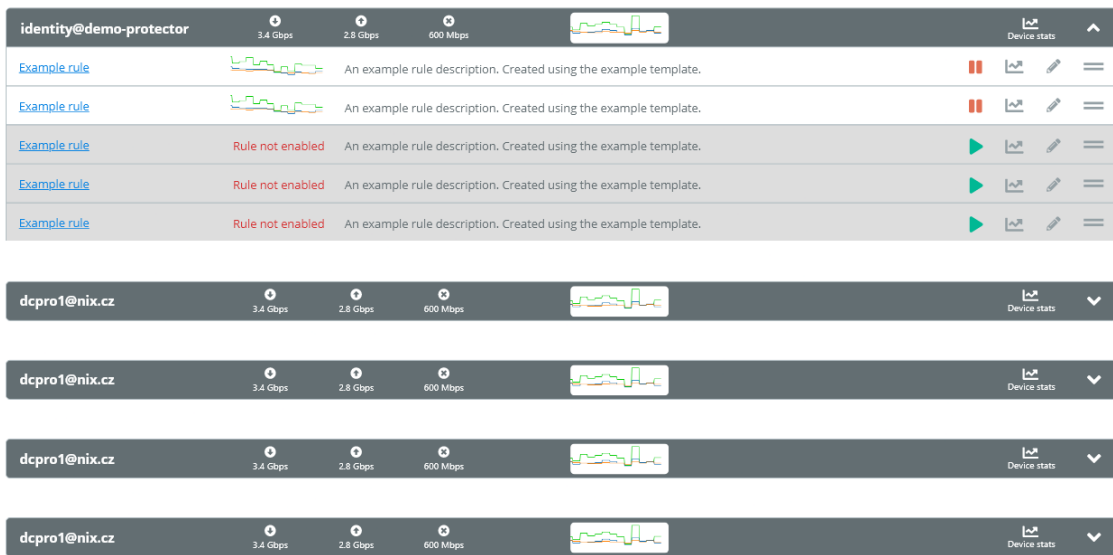 identity@demo-protector 3.4 Gbps 2.8 Gbps 600 Mbps Device stats
Example rule An example rule description. Created using the example template.
Example rule An example rule description. Created using the example template.
Example rule Rule not enabled An example rule description. Created using the example template.
Example rule Rule not enabled An example rule description. Created using the example template.
Example rule Rule not enabled An example rule description. Created using the example template.
dcpro1@nix.cz 3.4 Gbps 2.8 Gbps 600 Mbps Device stats
dcpro1@nix.cz 3.4 Gbps 2.8 Gbps 600 Mbps Device stats
dcpro1@nix.cz 3.4 Gbps 2.8 Gbps 600 Mbps Device stats
dcpro1@nix.cz 3.4 Gbps 2.8 Gbps 600 Mbps Device stats